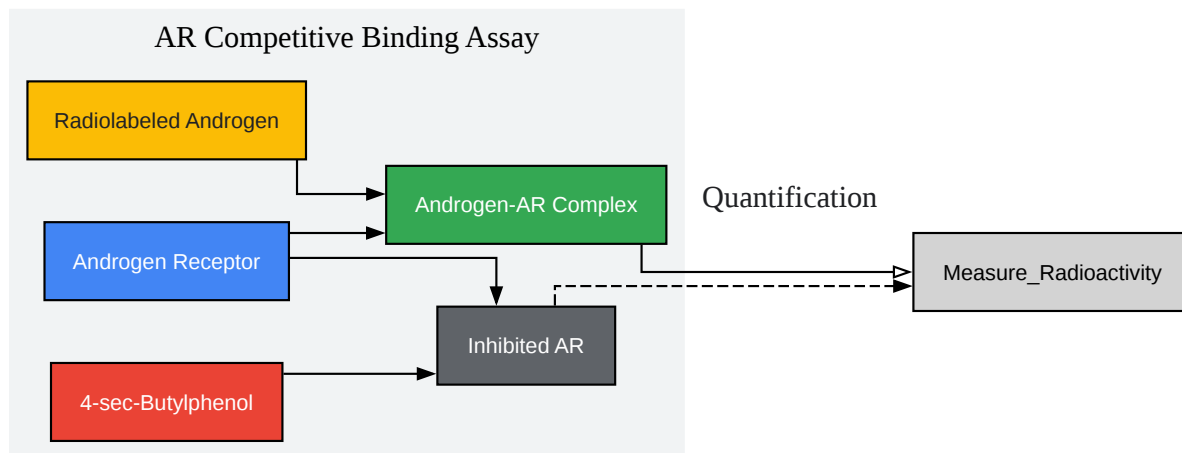 AR Competitive Binding Assay
Radiolabeled Androgen
Androgen-AR Complex
Quantification
Androgen Receptor
Measure_Radioactivity
Inhibited AR
4-sec-Butylphenol